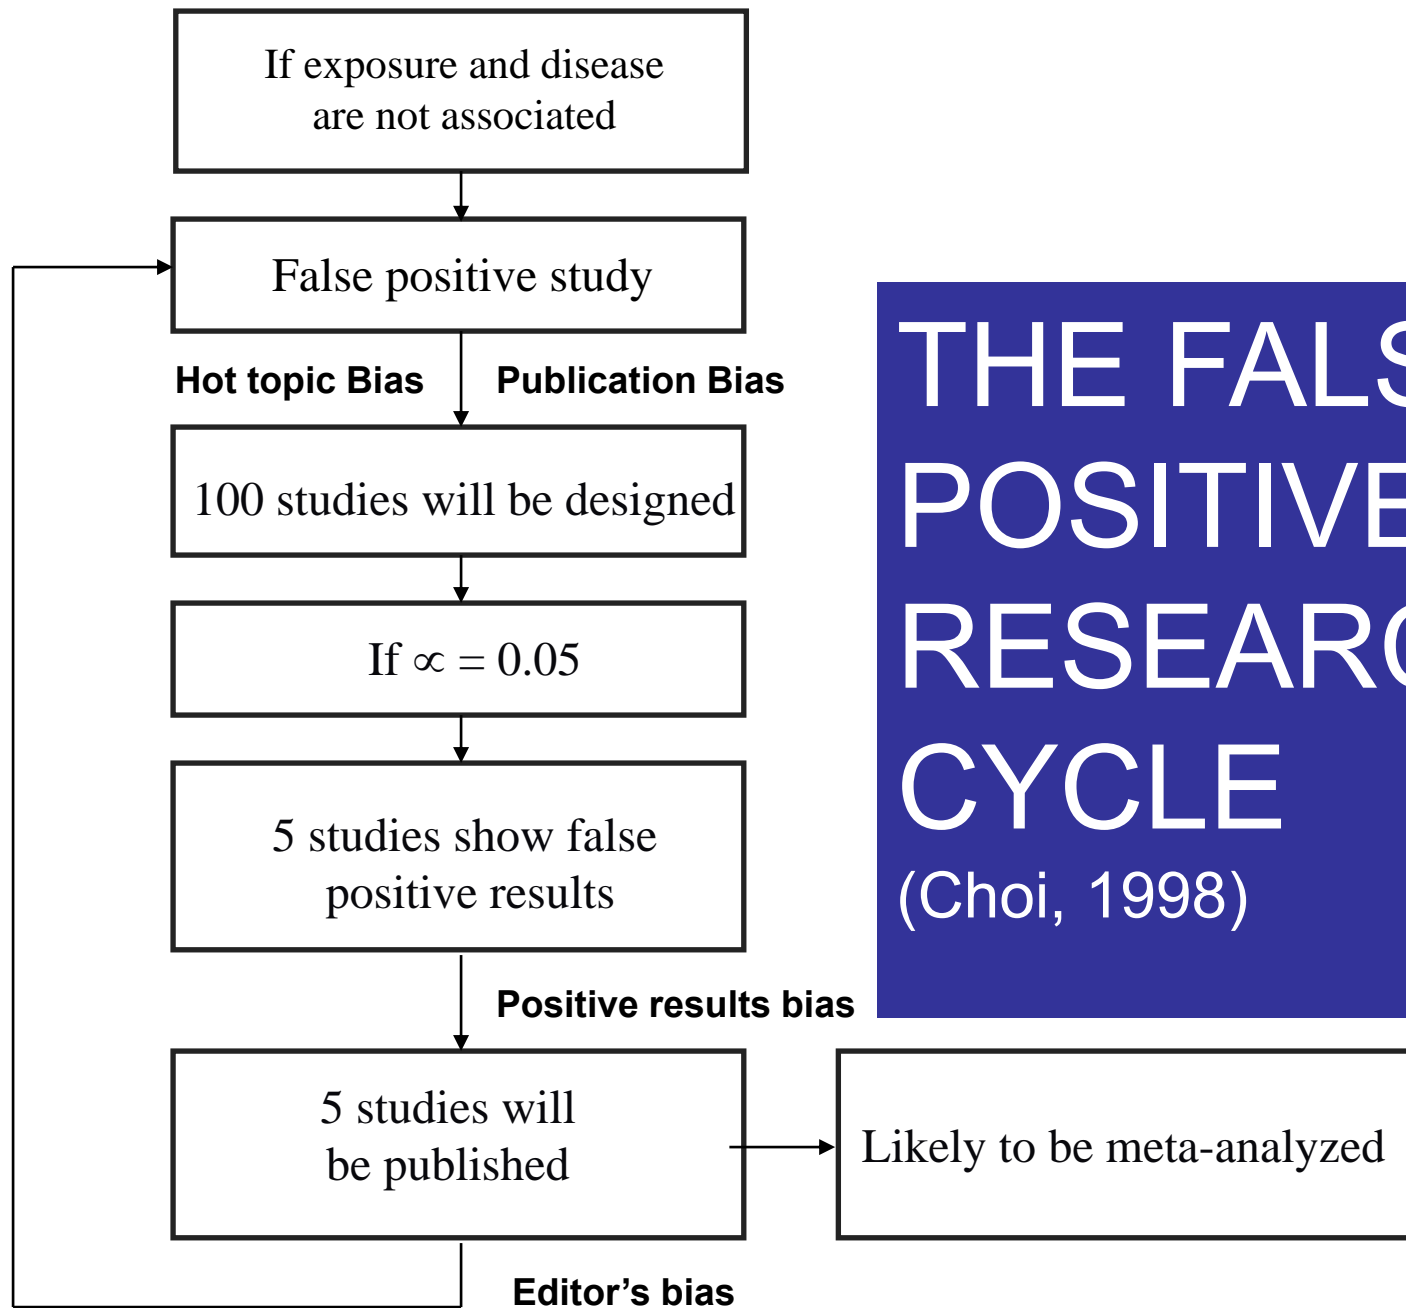 If exposure and disease
are not associated
False positive study
Hot topic Bias
Publication Bias
100 studies will be designed
If ∝ = 0.05
5 studies show false
positive results
Positive results bias
5 studies will
be published
Likely to be meta-analyzed
Editor’s bias
THE FALS
POSITIVE
RESEARC
CYCLE
(Choi, 1998)